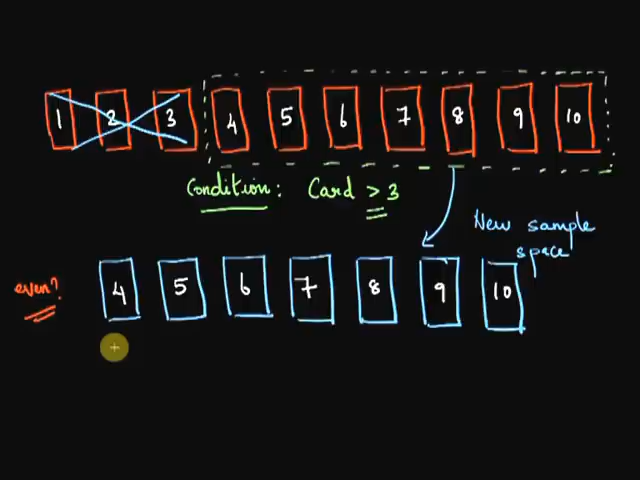 1 2 3 4 5 6 7 8 9 10
Condition: Card > 3
New sample
space
even? 4 5 6 7 8 9 10